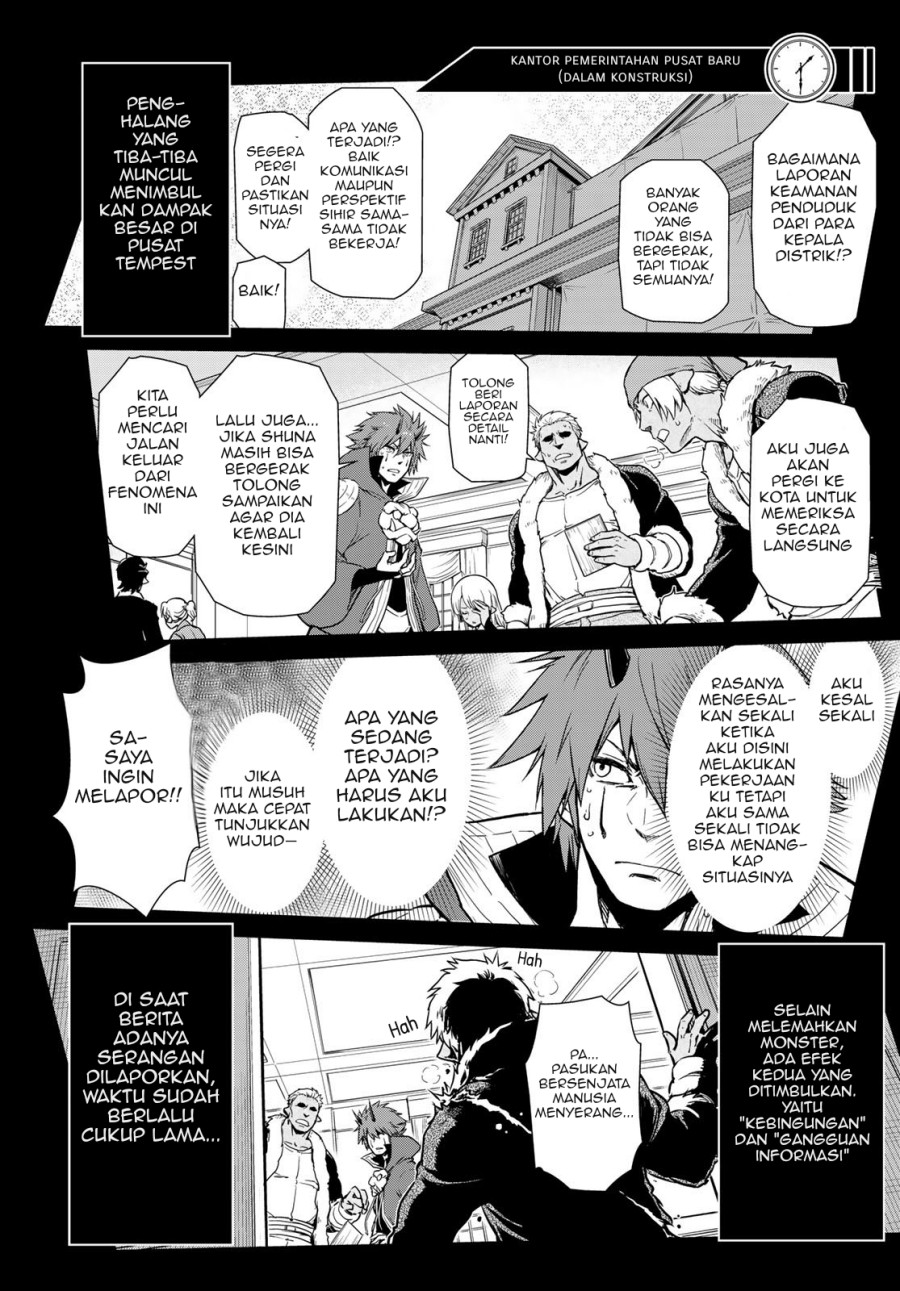 KANTOR PEMERINTAHAN PUSAT BARU
(DALAM KONSTRUKSI)
BAGAIMANA
LAPORAN
KEAMANAN
PENDUDUK
DARI PARA
KEPALA
DISTRIK!?
BANYAK
ORANG
YANG
TIDAK BISA
BERGERAK,
TAPI TIDAK
SEMUANYA!
APA YANG
TERJADI!?
BAIK
KOMUNIKASI
MAUPUN
PERSPEKTIF
SIHIR SAMA-
SAMA TIDAK
BEKERJA!
SEGERA
PERGI
DAN
PASTIKAN
SITUASI
NYA!
BAIK!
PENG-
HALANG
YANG
TIBA-TIBA
MUNCUL
MENIMBUL
KAN DAMPAK
BESAR DI
PUSAT
TEMPEST
AKU JUGA
AKAN
PERGI KE
KOTA UNTUK
MEMERIKSA
SECARA
LANGSUNG
TOLONG
BERI
LAPORAN
SECARA
DETAIL
NANTI!
LALU JUGA...
JIKA SHUNA
MASIH BISA
BERGERAK
TOLONG
SAMPAIKAN
AGAR DIA
KEMBALI
KESINI
KITA
PERLU
MENCARI
JALAN
KELUAR
DARI
FENOMENA
INI
AKU
KESAL
SEKALI
RASANYA
MENGESAL-
KAN SEKALI
KETIKA
AKU DISINI
MELAKUKAN
PEKERJAAN
KU TETAPI
AKU SAMA
SEKALI TIDAK
BISA MENANG-
KAP
SITUASINYA
APA YANG
SEDANG
TERJADI?
APA YANG
HARUS AKU
LAKUKAN!?
JIKA
ITU MUSUH
MAKA CEPAT
TUNJUKKAN
WUJUD—
SA-
SAYA
INGIN
MELAPOR!!
SELAIN
MELEMAHKAN
MONSTER,
ADA EFEK
KEDUA YANG
DITIMBULKAN.
YAITU
"KEBINGUNGAN"
DAN "GANGGUAN
INFORMASI"
Hah
Hah
PA...
PASUKAN
BERSENJATA
MANUSIA
MENYERANG...
DI SAAT
BERITA
ADANYA
SERANGAN
DILAPORKAN,
WAKTU SUDAH
BERLALU
CUKUP LAMA...